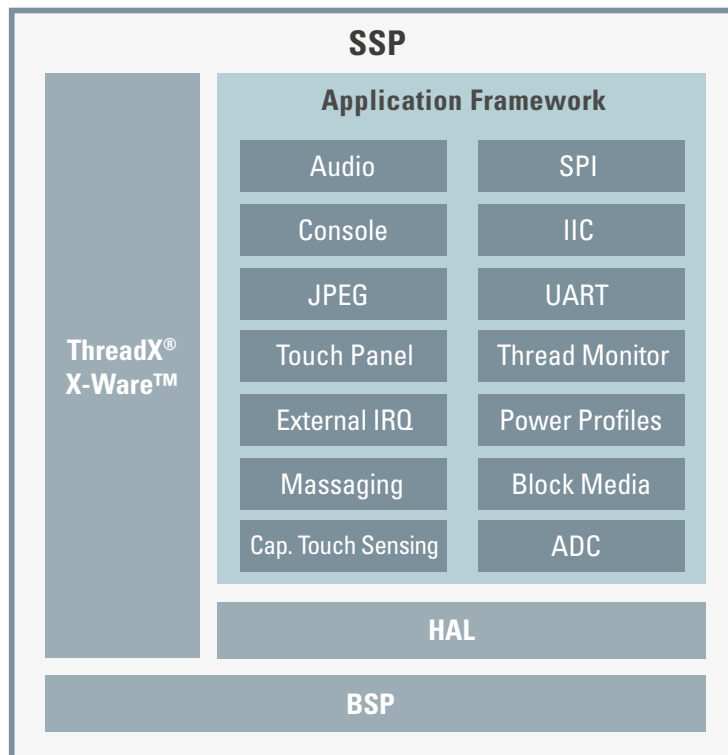 SSP
ThreadX®
X-Ware™
Application Framework
Audio
SPI
Console
IIC
JPEG
UART
Touch Panel
Thread Monitor
External IRQ
Power Profiles
Massaging
Block Media
Cap. Touch Sensing
ADC
HAL
BSP